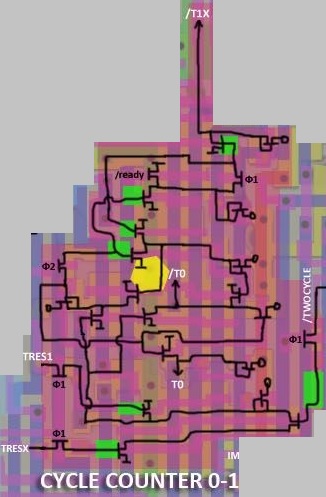 /T1X
/ready
Φ1
Φ2
/T0
/TWOCYCLE
Φ1
TRES1
Φ1
T0
Φ1
TRESX
IM
CYCLE COUNTER 0-1